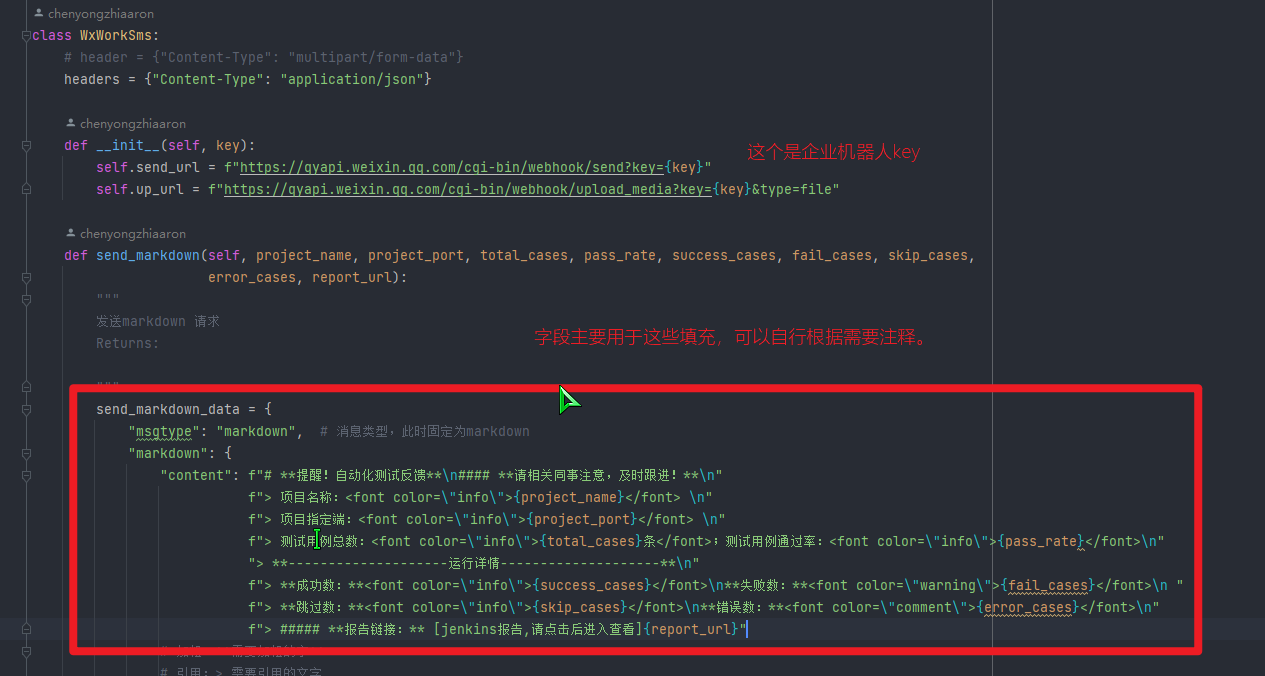 chenyongzhiaaron
class WxWorkSms:
# header = {"Content-Type": "multipart/form-data"}
headers = {"Content-Type": "application/json"}
chenyongzhiaaron
def __init__(self, key):
这个是企业机器人key
self.send_url = f"https://qyapi.weixin.qq.com/cgi-bin/webhook/send?key={key}"
self.up_url = f"https://qyapi.weixin.qq.com/cgi-bin/webhook/upload_media?key={key}&type=file"
chenyongzhiaaron
def send_markdown(self, project_name, project_port, total_cases, pass_rate, success_cases, fail_cases, skip_cases,
error_cases, report_url):
"""
发送markdown 请求
字段主要用于这些填充，可以自行根据需要注释。
Returns:
"""
send_markdown_data = {
"msgtype": "markdown",  # 消息类型，此时固定为markdown
"markdown": {
"content": f"# **提醒！自动化测试反馈**\n#### **请相关同事注意，及时跟进！**\n"
f"> 项目名称：<font color=\"info\">{project_name}</font> \n"
f"> 项目指定端：<font color=\"info\">{project_port}</font> \n"
f"> 测试用例总数：<font color=\"info\">{total_cases}条</font>；测试用例通过率：<font color=\"info\">{pass_rate}</font>\n"
"> **--------------------运行详情--------------------**\n"
f"> **成功数：**<font color=\"info\">{success_cases}</font>\n**失败数：**<font color=\"warning\">{fail_cases}</font>\n "
f"> **跳过数：**<font color=\"info\">{skip_cases}</font>\n**错误数：**<font color=\"comment\">{error_cases}</font>\n"
f"> ##### **报告链接：** [jenkins报告,请点击后进入查看]{report_url}"
# 引用：> 需要引用的文字